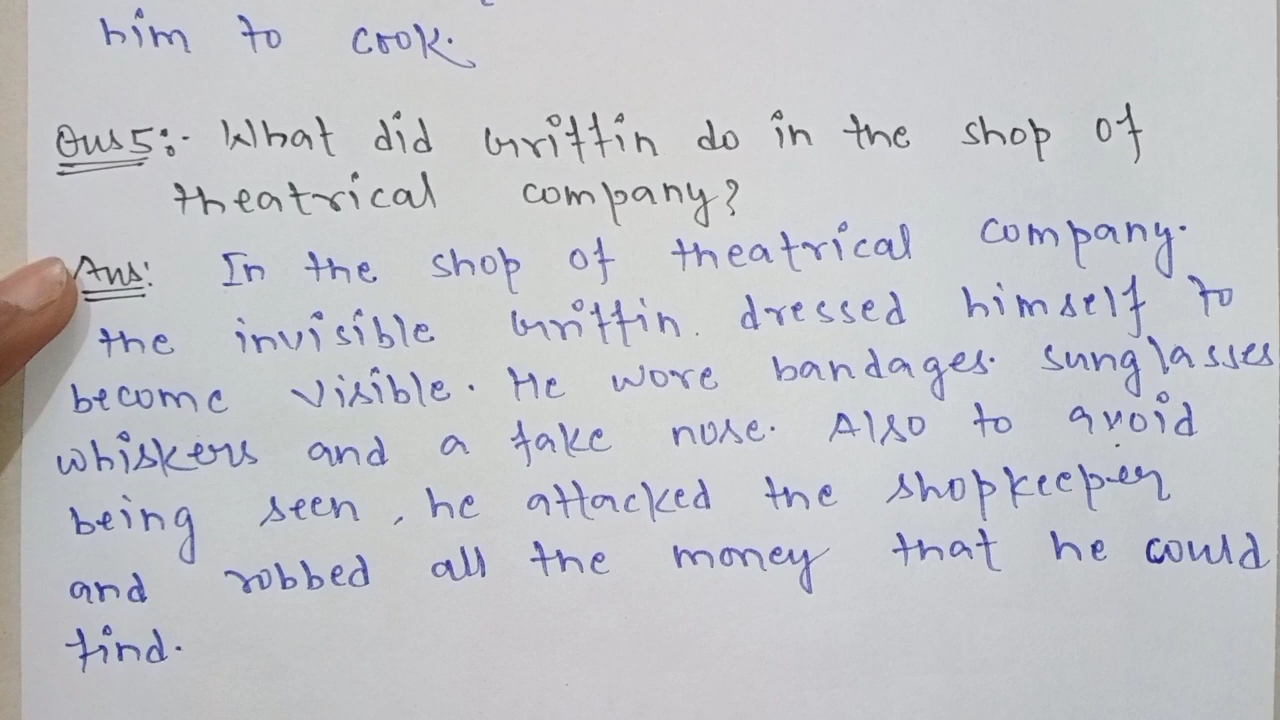 him to cook.
Qus5:- What did Griffin do in the shop of
theatrical company?
Ans: In the shop of theatrical company.
the invisible Griffin. dressed himself to
become visible. He wore bandages. sunglasses
whiskers and a fake nose. Also to avoid
being seen, he attacked the shopkeeper
and robbed all the money that he could
find.